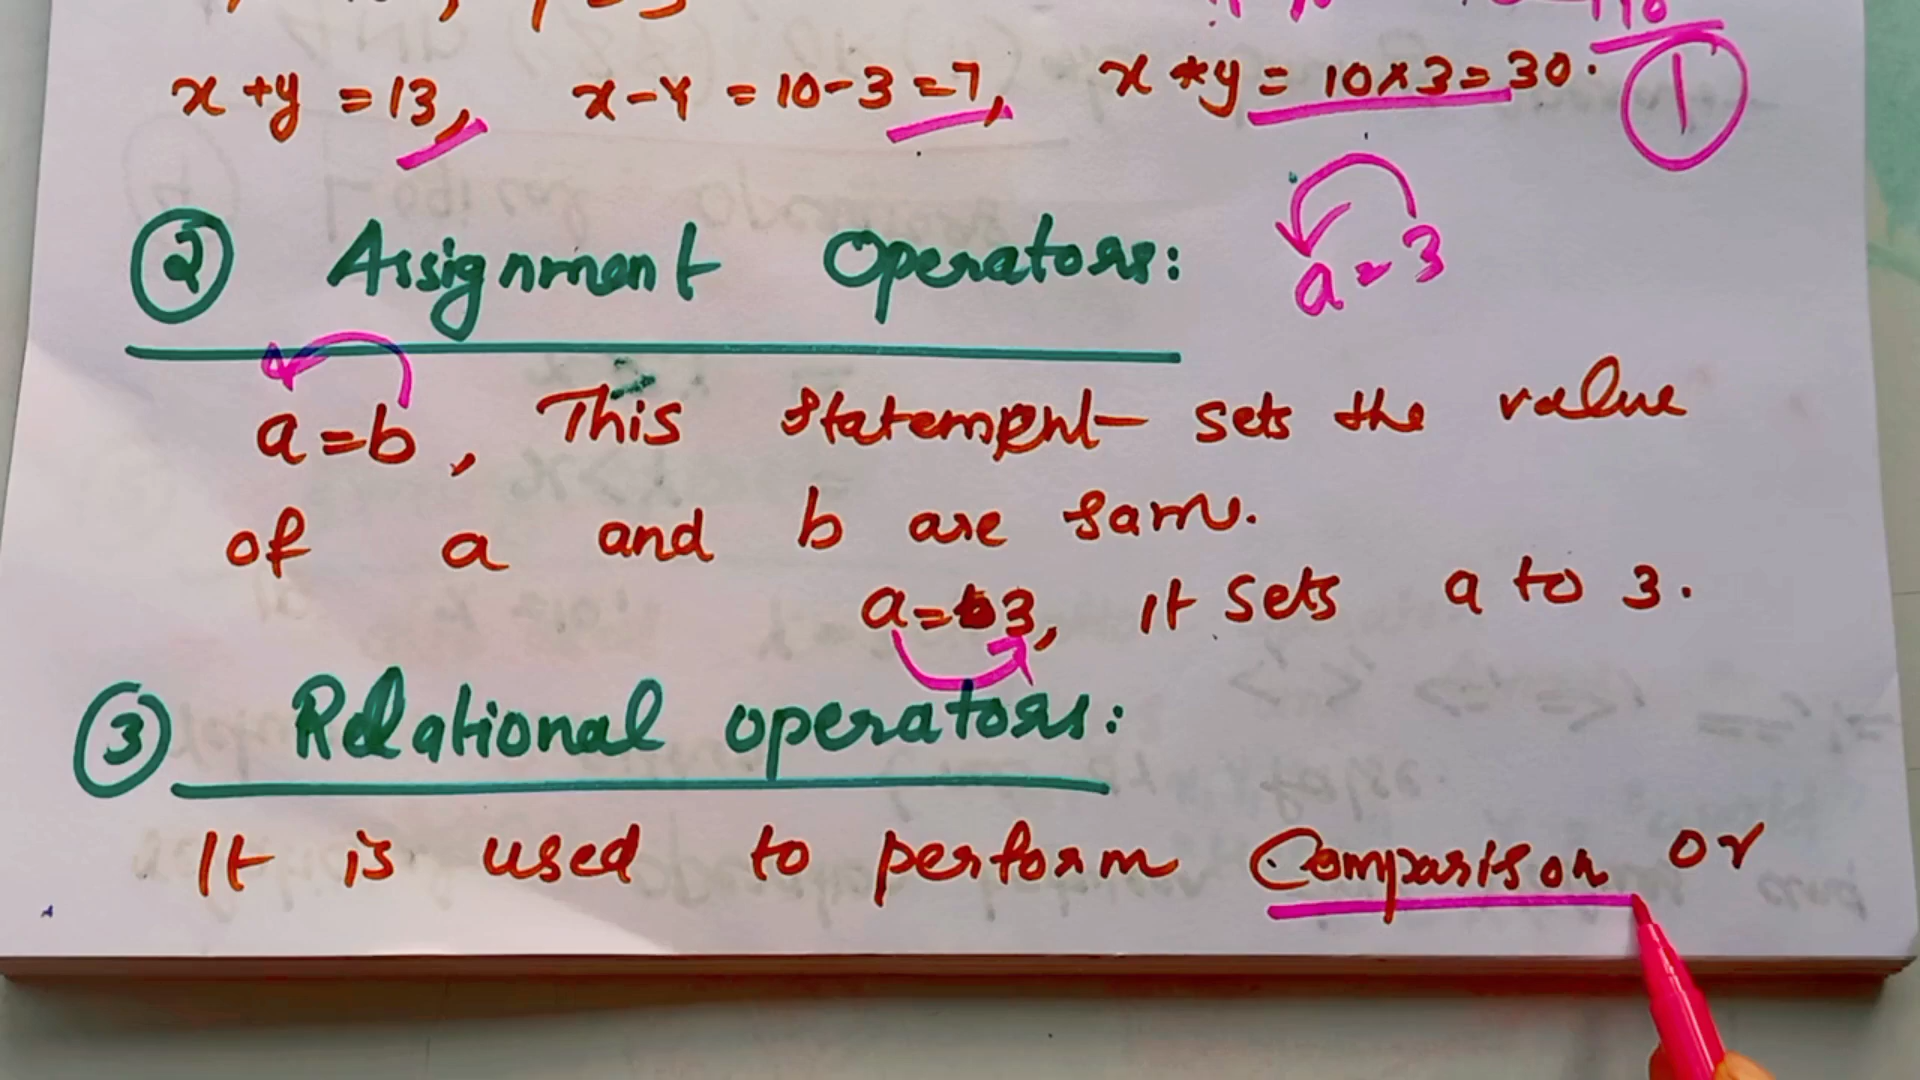 x+y = 13, x-y = 10-3 = 7, x*y = 10×3 = 30.
1
a = 3
2 Assignment Operators:
a=b, This statement sets the value
of a and b are same.
a=3, it sets a to 3.
3 Relational operators:
It is used to perform Comparison or